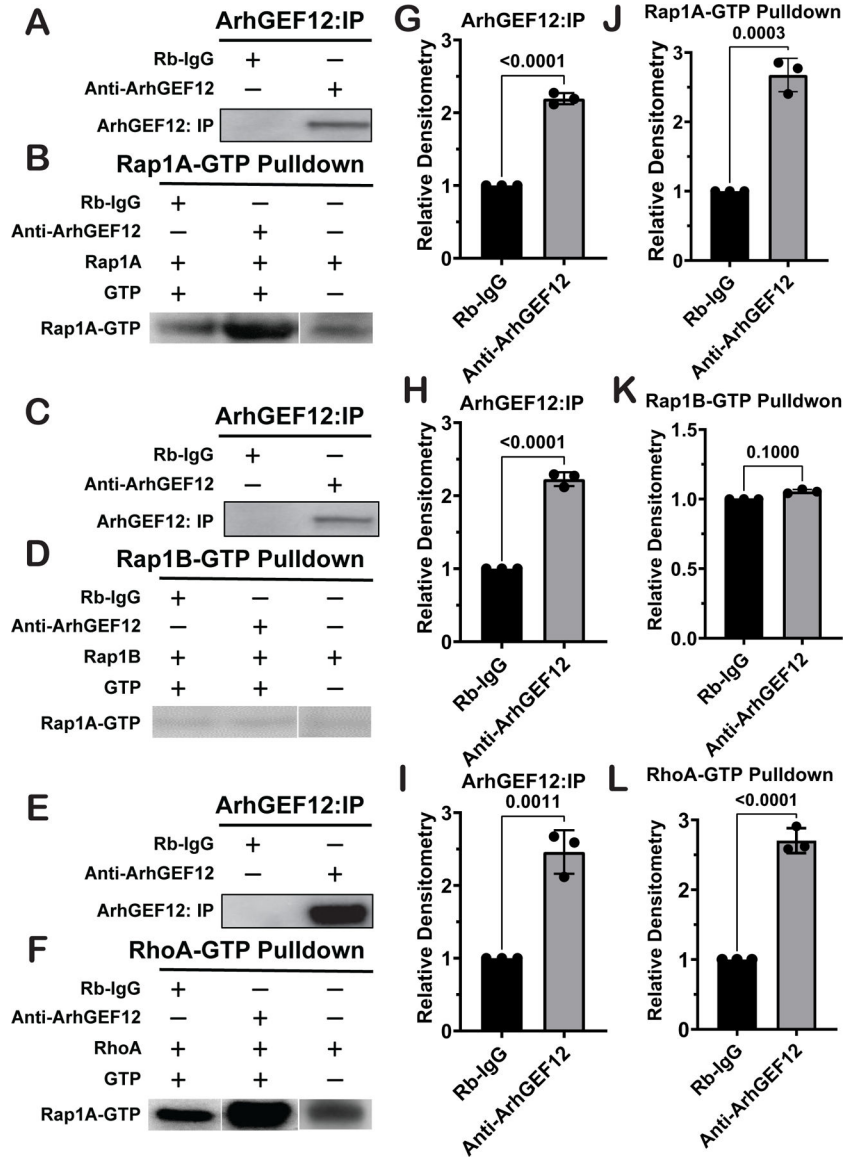 A
ArhGEF12:IP
Rb-IgG + −
Anti-ArhGEF12 − +
ArhGEF12: IP
B
Rap1A-GTP Pulldown
Rb-IgG + − −
Anti-ArhGEF12 − + −
Rap1A + + +
GTP + + −
Rap1A-GTP
C
ArhGEF12:IP
Rb-IgG + −
Anti-ArhGEF12 − +
ArhGEF12: IP
D
Rap1B-GTP Pulldown
Rb-IgG + − −
Anti-ArhGEF12 − + −
Rap1B + + +
GTP + + −
Rap1A-GTP
E
ArhGEF12:IP
Rb-IgG + −
Anti-ArhGEF12 − +
ArhGEF12: IP
F
RhoA-GTP Pulldown
Rb-IgG + − −
Anti-ArhGEF12 − + −
RhoA + + +
GTP + + −
Rap1A-GTP
G
ArhGEF12:IP
<0.0001
Relative Densitometry
3
2
1
0
Rb-IgG
Anti-ArhGEF12
H
ArhGEF12:IP
<0.0001
Relative Densitometry
3
2
1
0
Rb-IgG
Anti-ArhGEF12
I
ArhGEF12:IP
0.0011
Relative Densitometry
3
2
1
0
Rb-IgG
Anti-ArhGEF12
J
Rap1A-GTP Pulldown
0.0003
Relative Densitometry
3
2
1
0
Rb-IgG
Anti-ArhGEF12
K
Rap1B-GTP Pulldwon
0.1000
Relative Densitometry
1.5
1.0
0.5
0.0
Rb-IgG
Anti-ArhGEF12
L
RhoA-GTP Pulldown
<0.0001
Relative Densitometry
3
2
1
0
Rb-IgG
Anti-ArhGEF12